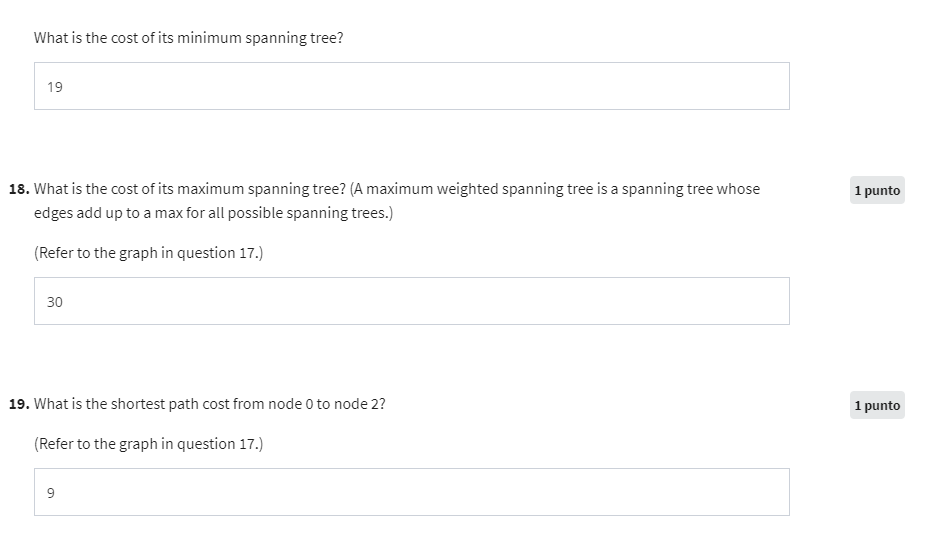 What is the cost of its minimum spanning tree?
19
18. What is the cost of its maximum spanning tree? (A maximum weighted spanning tree is a spanning tree whose
1 punto
edges add up to a max for all possible spanning trees.)
(Refer to the graph in question 17.)
30
19. What is the shortest path cost from node 0 to node 2?
1 punto
(Refer to the graph in question 17.)
9